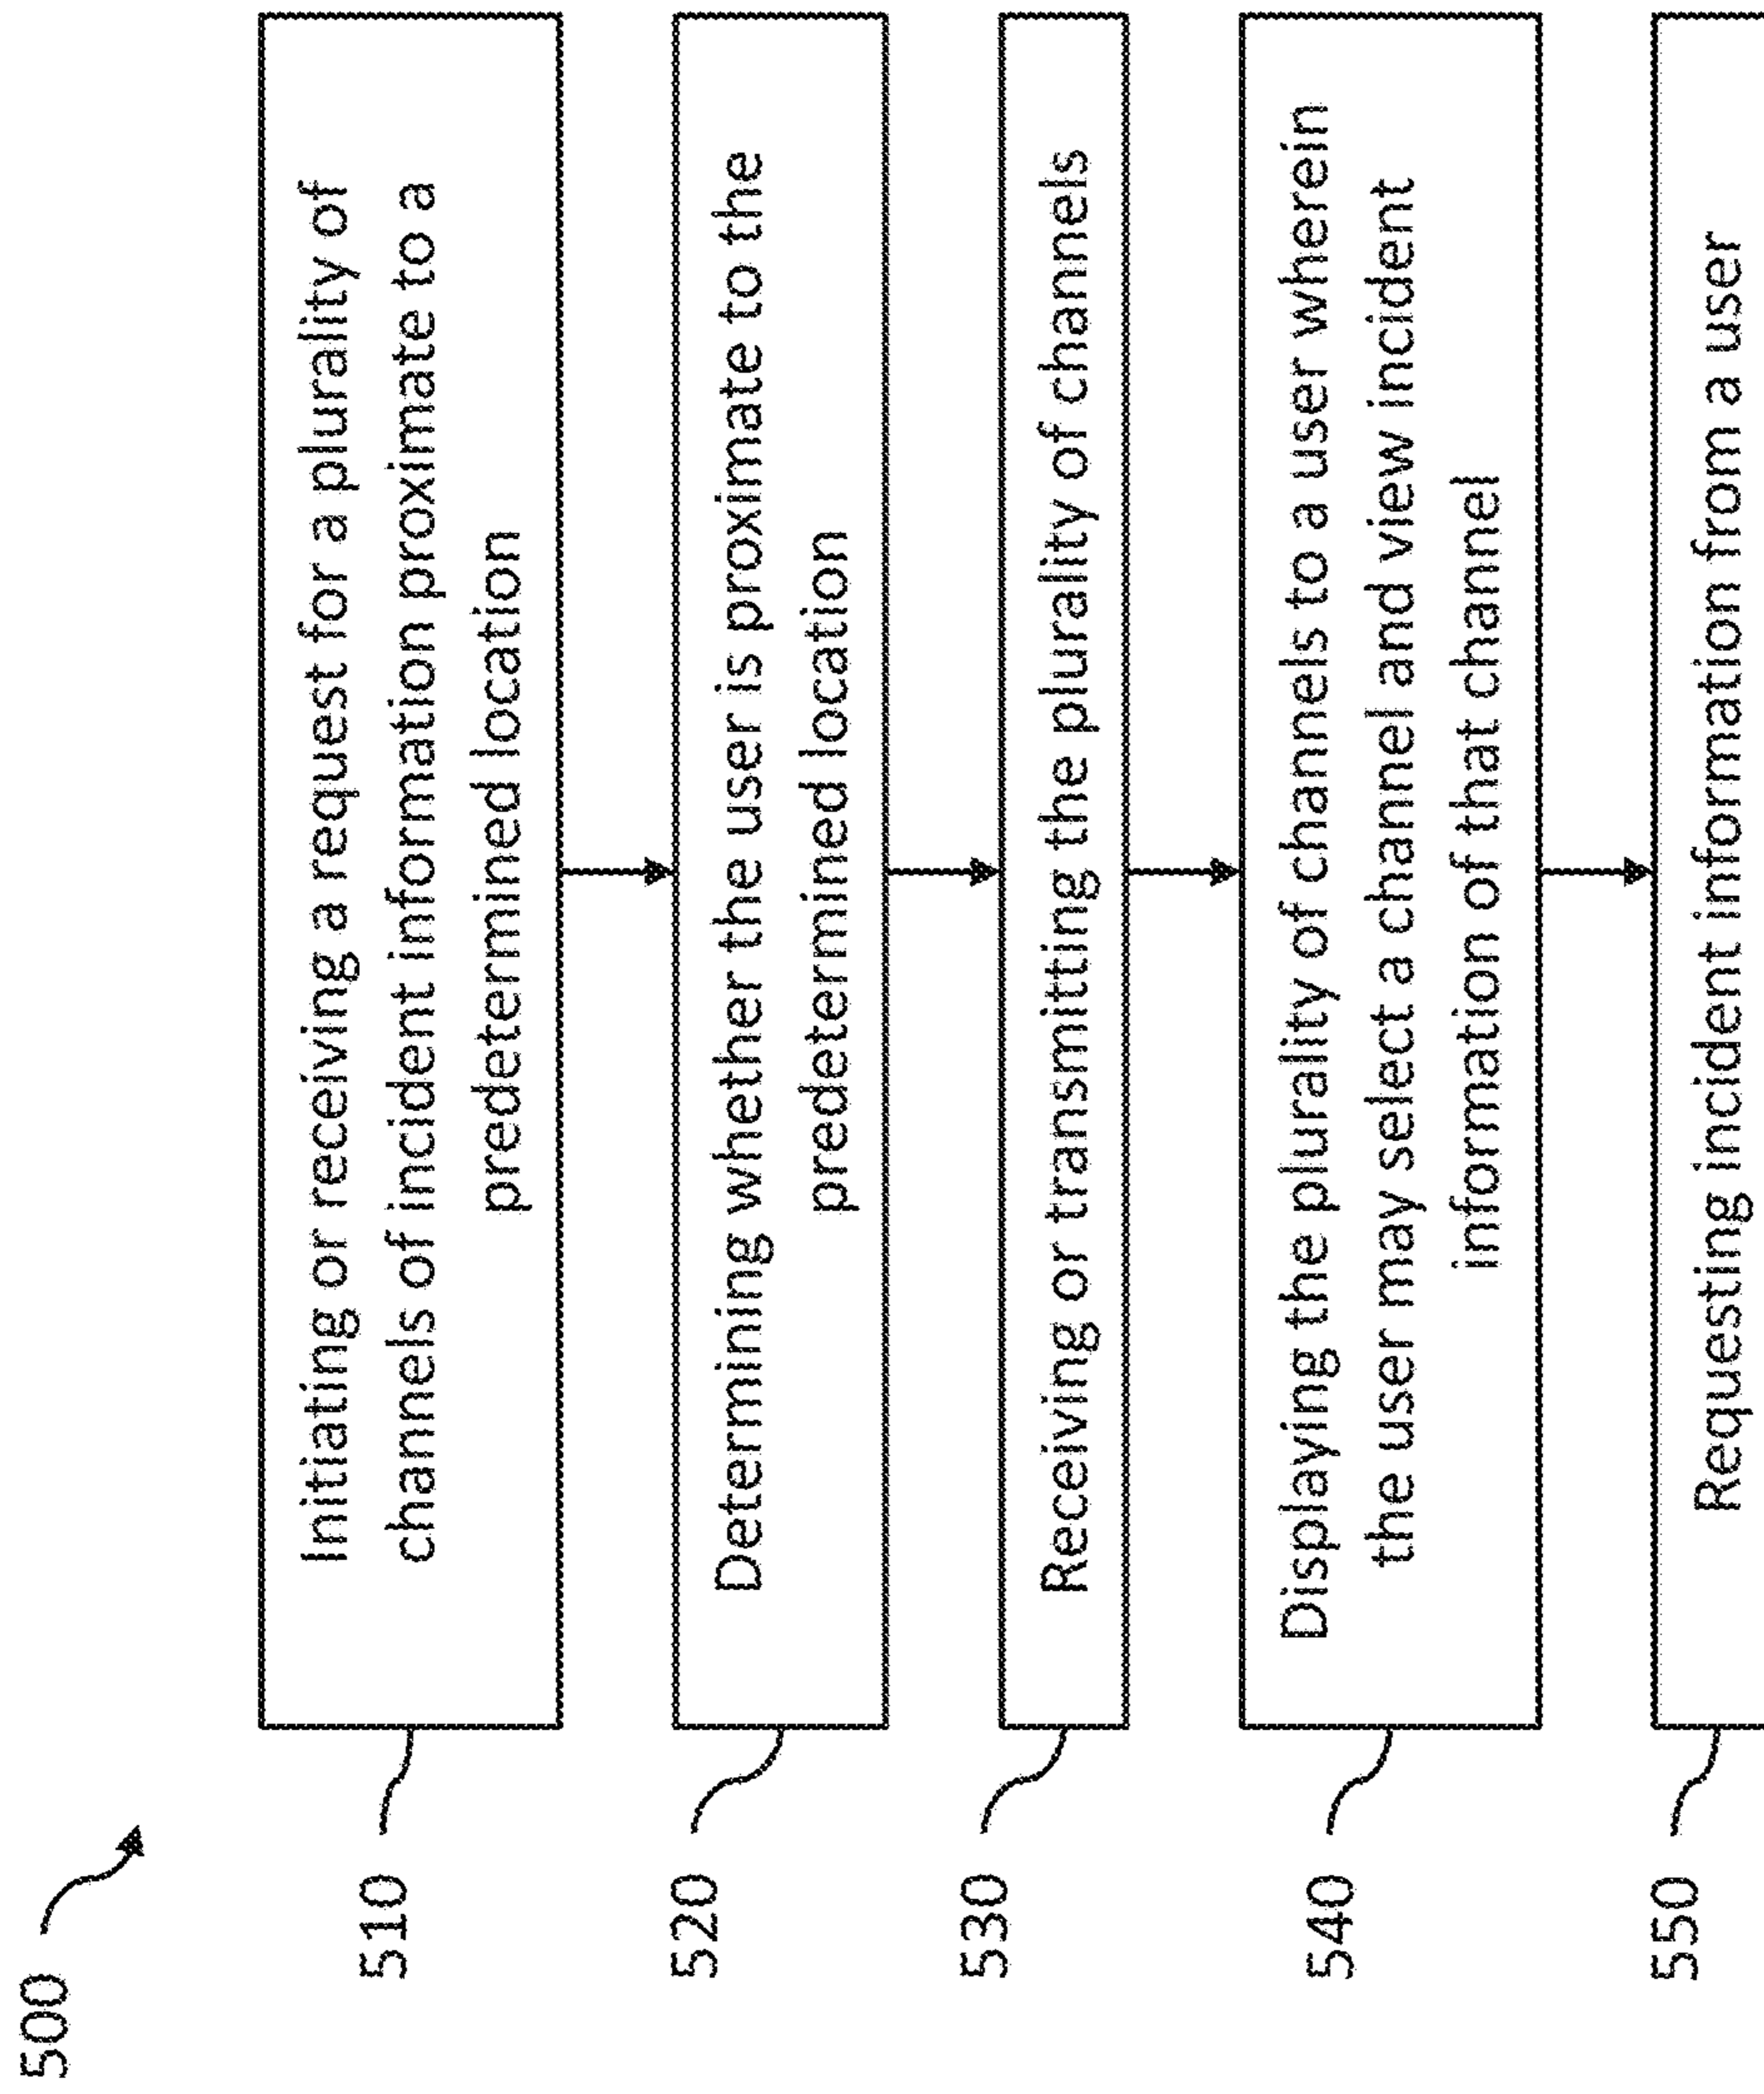 500
510
Initiating or receiving a request for a plurality of
channels of incident information proximate to a
predetermined location
520
Determining whether the user is proximate to the
predetermined location
530
Receiving or transmitting the plurality of channels
540
Displaying the plurality of channels to a user wherein
the user may select a channel and view incident
information of that channel
550
Requesting incident information from a user